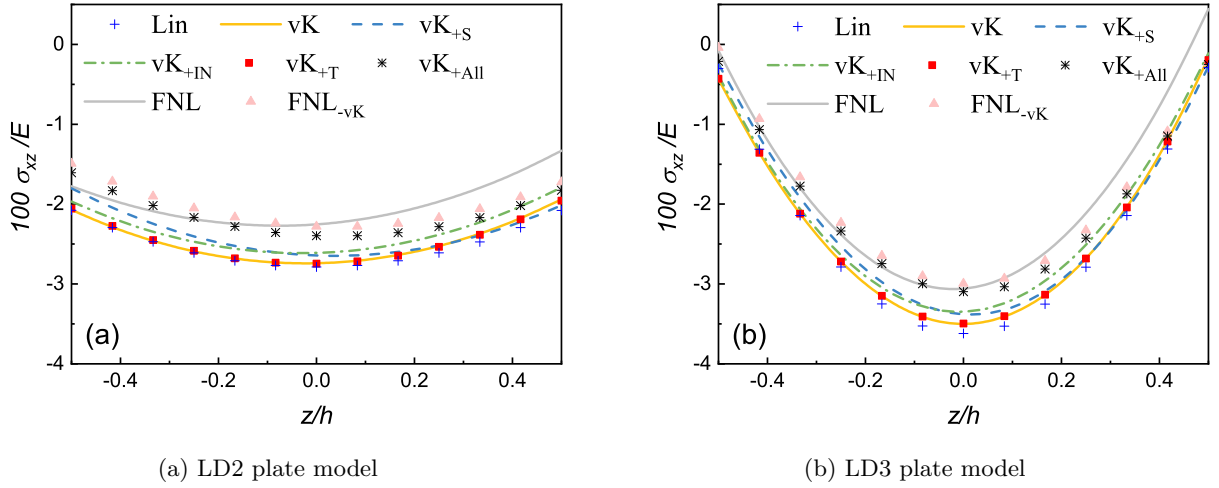 Lin vK vK+S
vK+IN vK+T vK+All
FNL FNL-vK
0
-1
-2
-3
-4
100 σxz /E
(a)
-0.4 -0.2 0.0 0.2 0.4
z/h
(a) LD2 plate model
Lin vK vK+S
vK+IN vK+T vK+All
FNL FNL-vK
0
-1
-2
-3
-4
100 σxz /E
(b)
-0.4 -0.2 0.0 0.2 0.4
z/h
(b) LD3 plate model